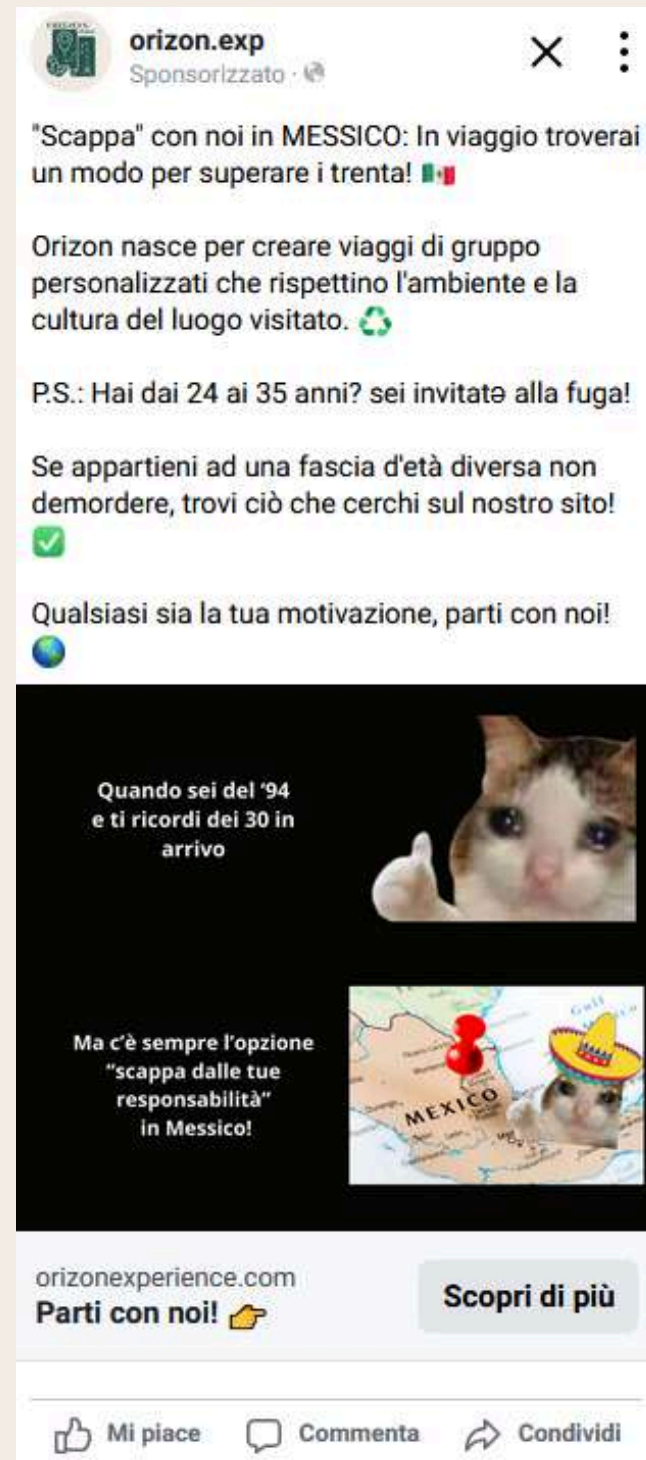 orizon.exp
Sponsorizzato ·
"Scappa" con noi in MESSICO: In viaggio troverai
un modo per superare i trenta! 🇲🇽
Orizon nasce per creare viaggi di gruppo
personalizzati che rispettino l'ambiente e la
cultura del luogo visitato. ♻️
P.S.: Hai dai 24 ai 35 anni? sei invitatə alla fuga!
Se appartieni ad una fascia d'età diversa non
demordere, trovi ciò che cerchi sul nostro sito!
✅
Qualsiasi sia la tua motivazione, parti con noi!
🌎
Quando sei del '94
e ti ricordi dei 30 in
arrivo
Ma c'è sempre l'opzione
"scappa dalle tue
responsabilità"
in Messico!
Gulf
MEXICO
orizonexperience.com
Parti con noi! 👉
Scopri di più
Mi piace
Commenta
Condividi